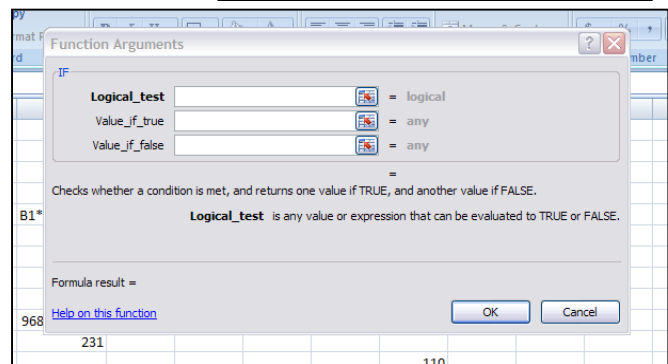 py
rmat F
rd
mber
Function Arguments
IF
Logical_test = logical
Value_if_true = any
Value_if_false = any
=
Checks whether a condition is met, and returns one value if TRUE, and another value if FALSE.
B1*
Logical_test is any value or expression that can be evaluated to TRUE or FALSE.
Formula result =
968
Help on this function
OK
Cancel
231
110